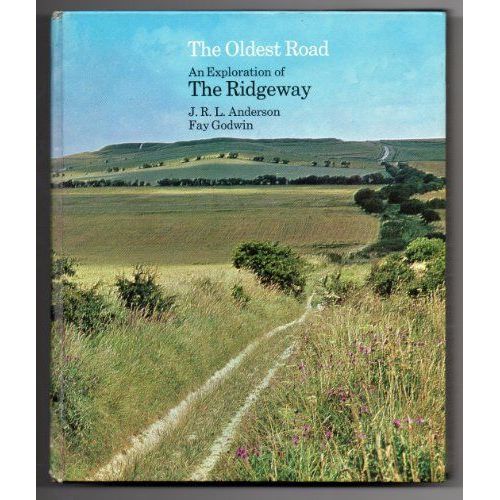 The Oldest Road
An Exploration of
The Ridgeway
J. R. L. Anderson
Fay Godwin